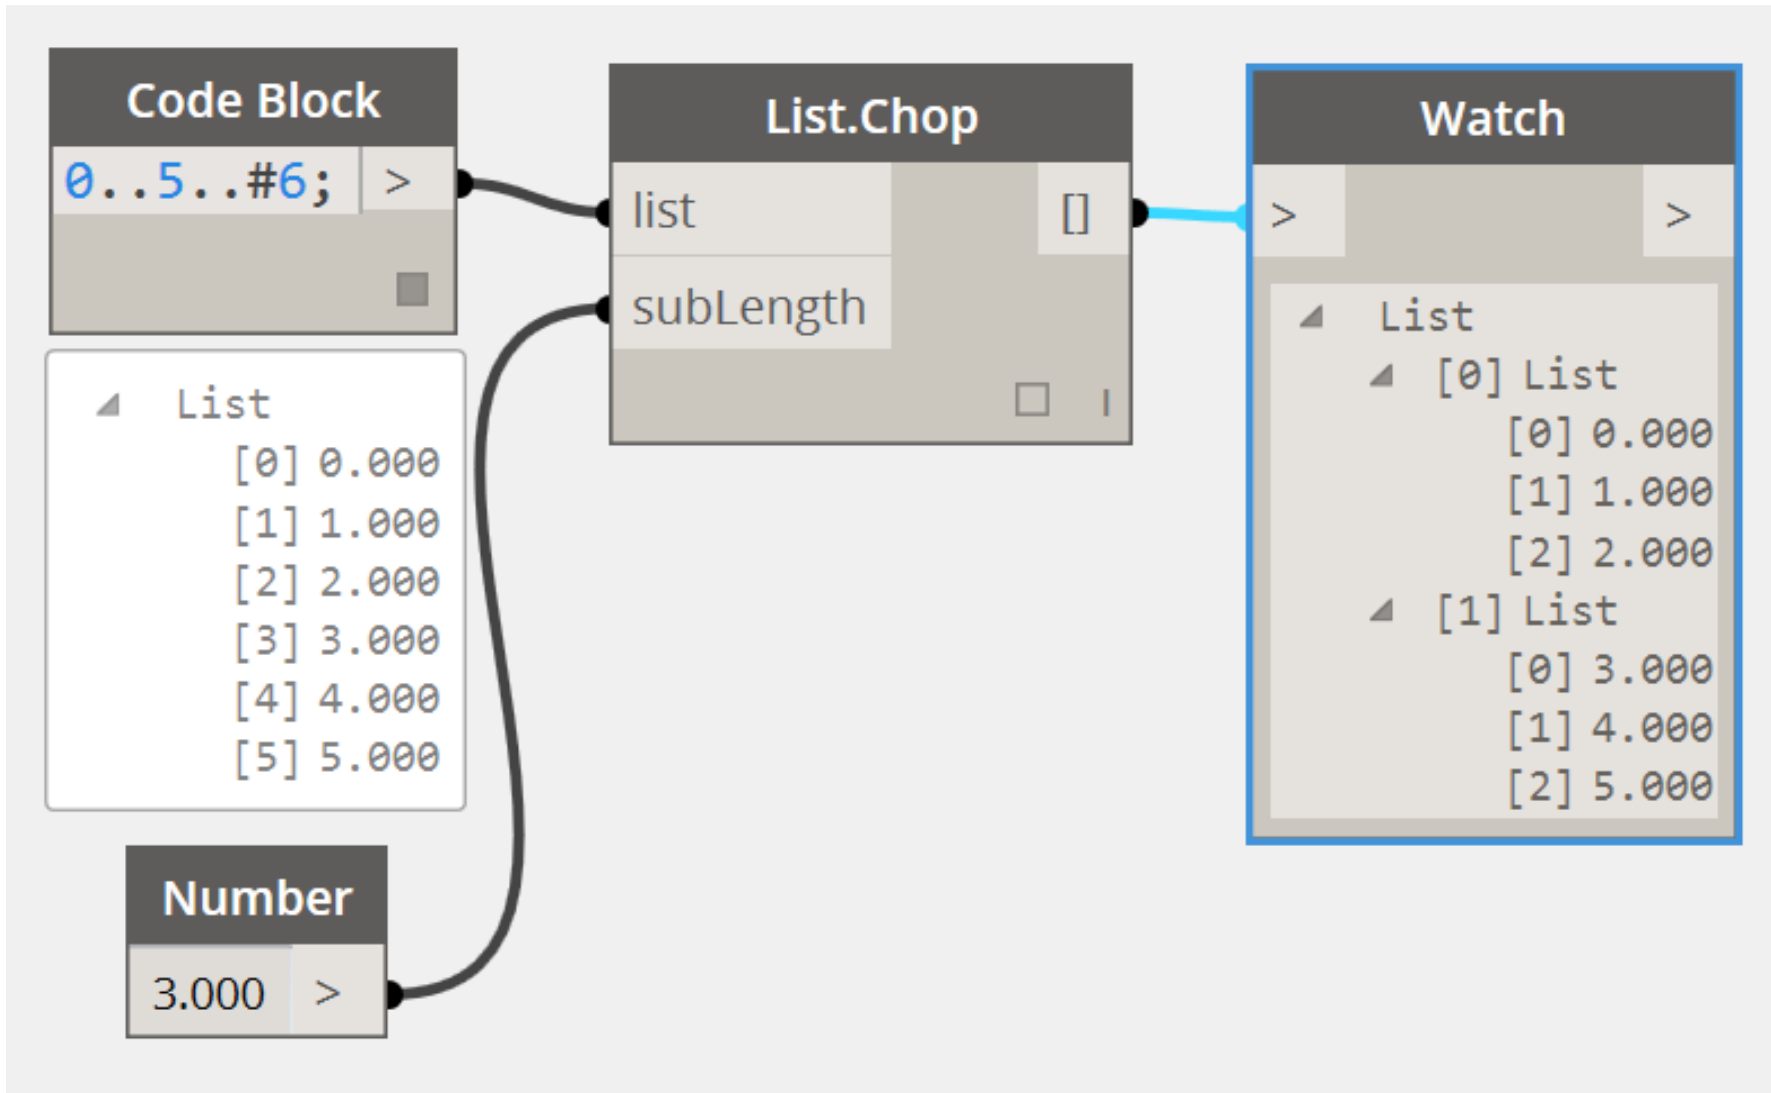 Code Block
0..5..#6; >
List
[0] 0.000
[1] 1.000
[2] 2.000
[3] 3.000
[4] 4.000
[5] 5.000
Number
3.000 >
List.Chop
list []
subLength
Watch
> >
List
[0] List
[0] 0.000
[1] 1.000
[2] 2.000
[1] List
[0] 3.000
[1] 4.000
[2] 5.000